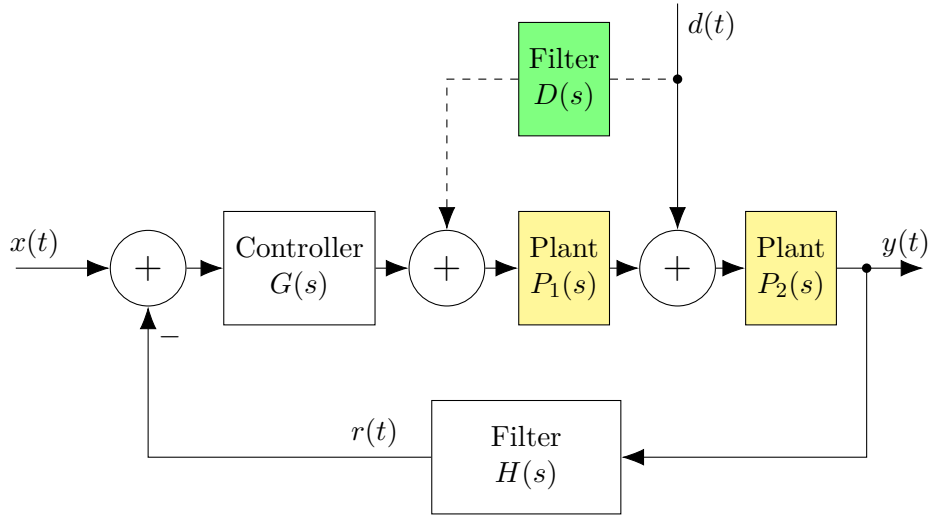 d(t)
Filter
D(s)
x(t)
+
Controller
G(s)
+
Plant
P₁(s)
+
Plant
P₂(s)
y(t)
−
r(t)
Filter
H(s)